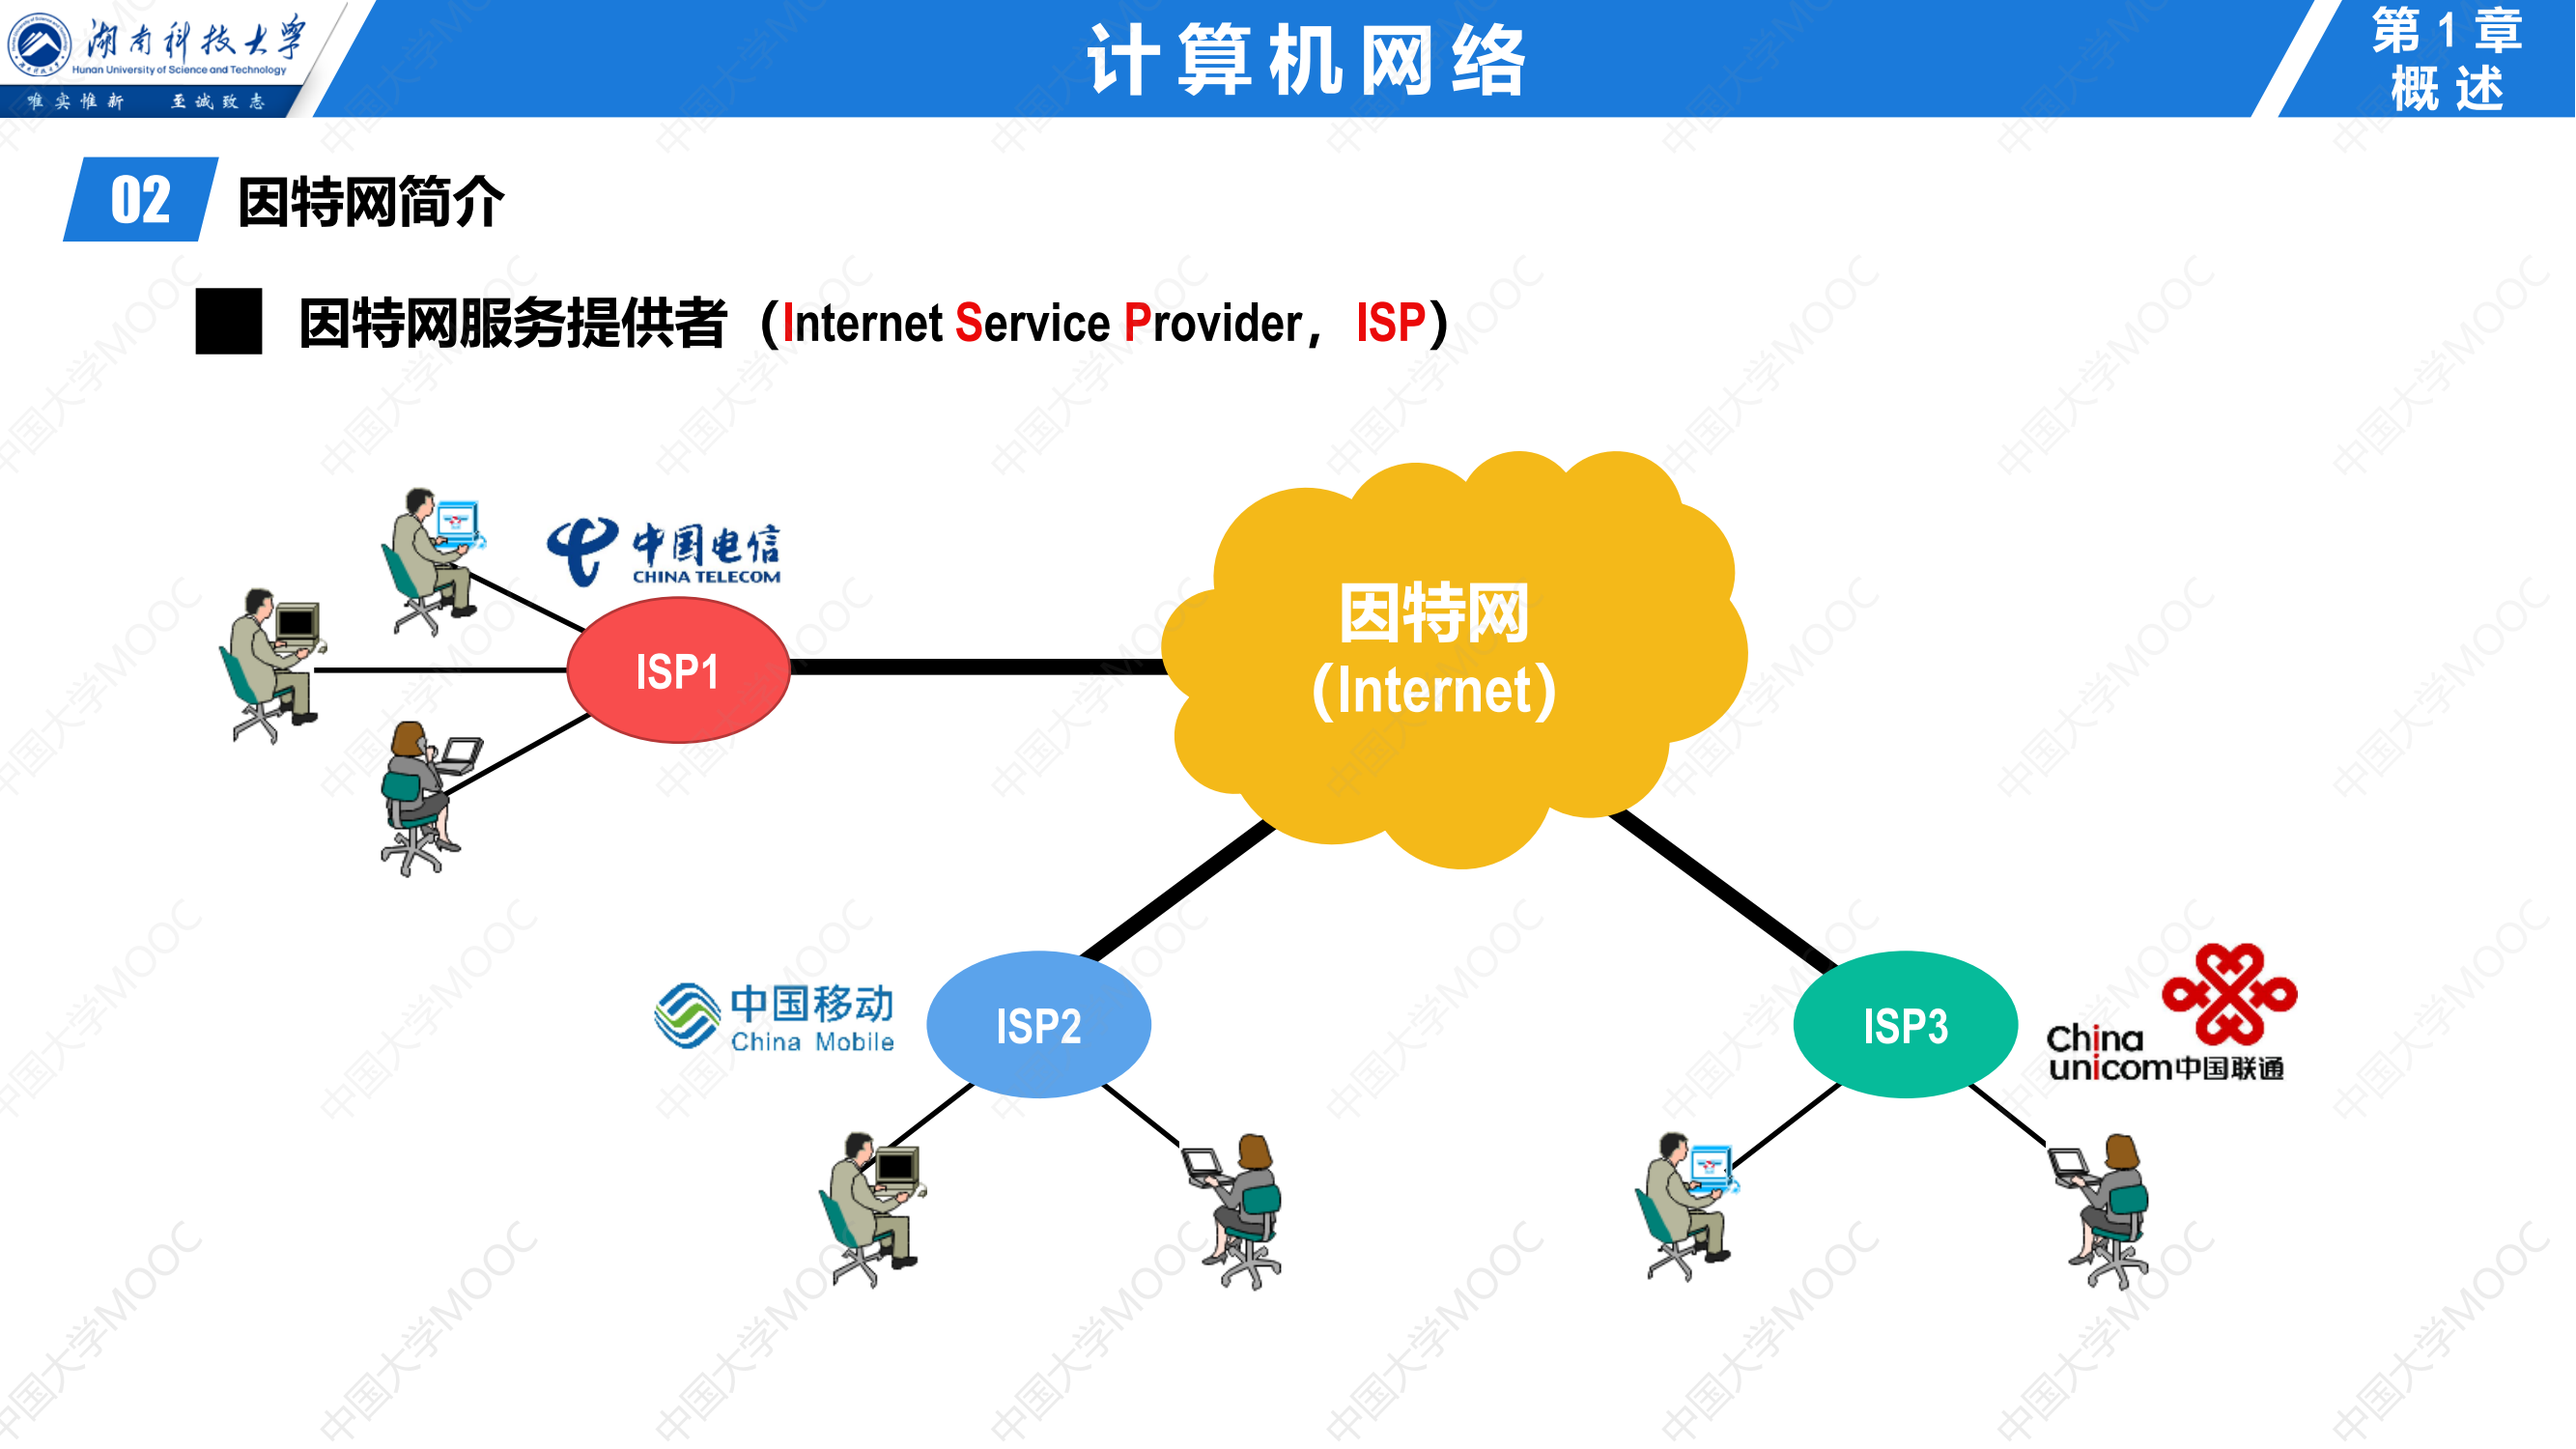 湖南科技大学
Hunan University of Science and Technology
唯实惟新 至诚致志
计算机网络
第1章
概述
02 因特网简介
因特网服务提供者（Internet Service Provider，ISP）
中国电信
CHINA TELECOM
ISP1
因特网
（Internet）
中国移动
China Mobile
ISP2
ISP3
China
unicom中国联通
中国大学MOOC